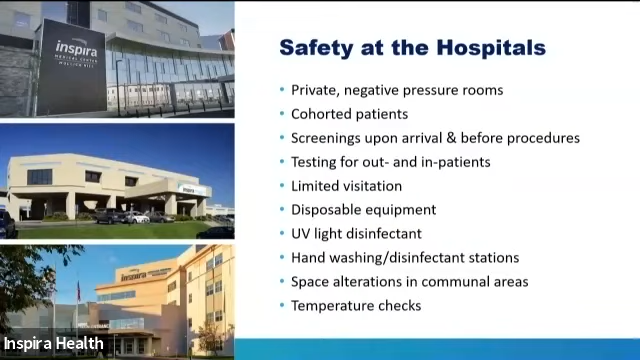 inspira
MEDICAL CENTER
MULLICA HILL
inspira
Inspira Health
Safety at the Hospitals
• Private, negative pressure rooms
• Cohorted patients
• Screenings upon arrival & before procedures
• Testing for out- and in-patients
• Limited visitation
• Disposable equipment
• UV light disinfectant
• Hand washing/disinfectant stations
• Space alterations in communal areas
• Temperature checks